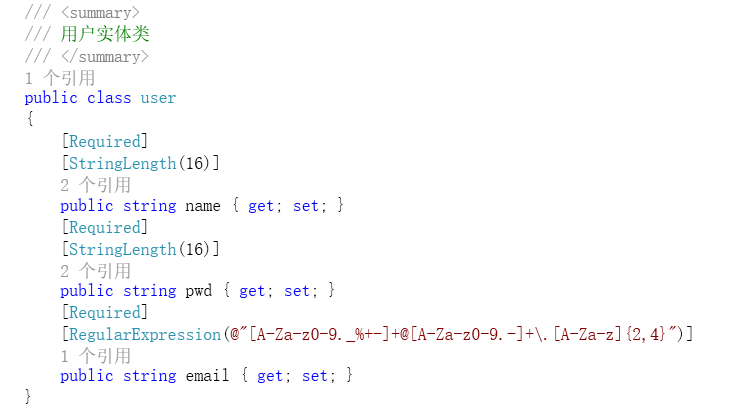 /// <summary>
/// 用户实体类
/// </summary>
1 个引用
public class user
{
    [Required]
    [StringLength(16)]
    2 个引用
    public string name { get; set; }
    [Required]
    [StringLength(16)]
    2 个引用
    public string pwd { get; set; }
    [Required]
    [RegularExpression(@"[A-Za-z0-9._%+-]+@[A-Za-z0-9.-]+\.[A-Za-z]{2,4}")]
    1 个引用
    public string email { get; set; }
}